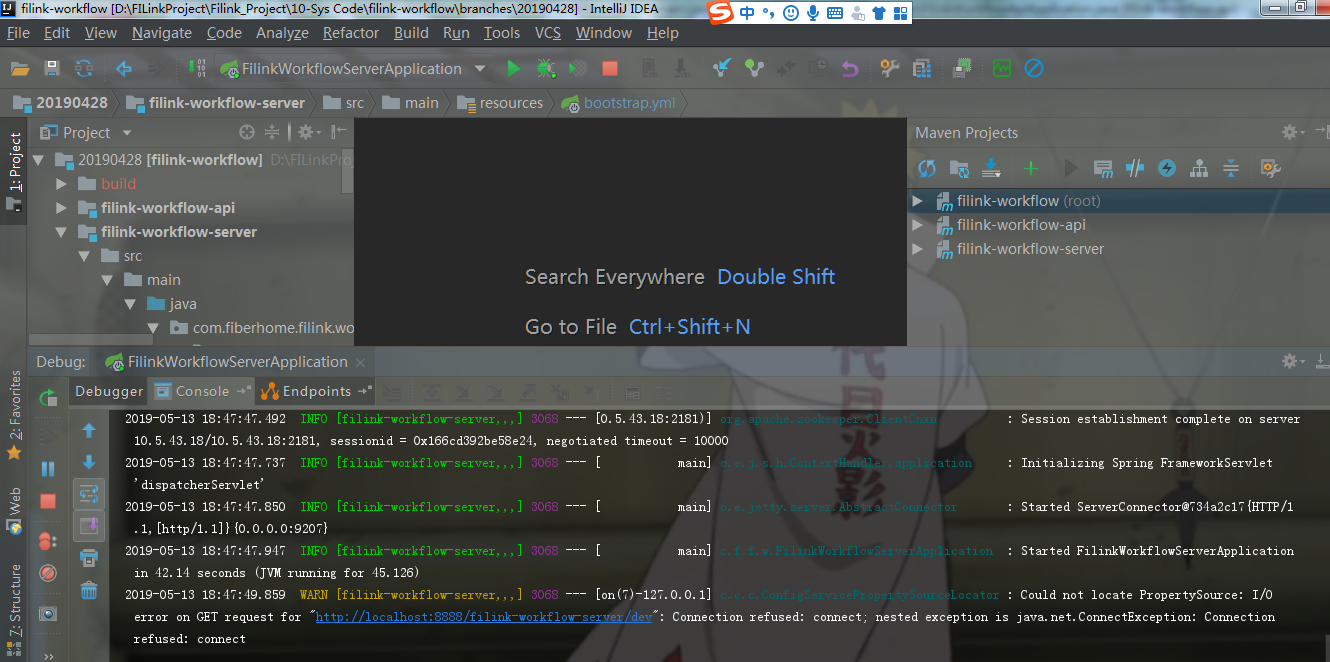 filink-workflow [D:\FILinkProject\Filink_Project\10-Sys Code\filink-workflow\branches\20190428] - IntelliJ IDEA
中
File Edit View Navigate Code Analyze Refactor Build Run Tools VCS Window Help
FilinkWorkflowServerApplication
20190428 filink-workflow-server src main resources bootstrap.yml
1: Project
Project
20190428 [filink-workflow] D:\FILinkPro
build
filink-workflow-api
filink-workflow-server
src
main
java
com.fiberhome.filink.wo
Search Everywhere Double Shift
Go to File Ctrl+Shift+N
Maven Projects
filink-workflow (root)
filink-workflow-api
filink-workflow-server
Debug: FilinkWorkflowServerApplication
Debugger Console Endpoints
2: Favorites
Web
Z: Structure
2019-05-13 18:47:47.492 INFO [filink-workflow-server,,,] 3068 --- [0.5.43.18:2181)] org.apache.zookeeper.ClientCnxn : Session establishment complete on server
10.5.43.18/10.5.43.18:2181, sessionid = 0x166cd392be58e24, negotiated timeout = 10000
2019-05-13 18:47:47.737 INFO [filink-workflow-server,,,] 3068 --- [ main] o.e.j.s.h.ContextHandler.application : Initializing Spring FrameworkServlet
'dispatcherServlet'
2019-05-13 18:47:47.850 INFO [filink-workflow-server,,,] 3068 --- [ main] o.e.jetty.server.AbstractConnector : Started ServerConnector@734a2c17{HTTP/1
.1,[http/1.1]}{0.0.0.0:9207}
2019-05-13 18:47:47.947 INFO [filink-workflow-server,,,] 3068 --- [ main] c.f.f.w.FilinkWorkflowServerApplication : Started FilinkWorkflowServerApplication
in 42.14 seconds (JVM running for 45.126)
2019-05-13 18:47:49.859 WARN [filink-workflow-server,,,] 3068 --- [on(7)-127.0.0.1] c.c.c.ConfigServicePropertySourceLocator : Could not locate PropertySource: I/O
error on GET request for "http://localhost:8888/filink-workflow-server/dev": Connection refused: connect; nested exception is java.net.ConnectException: Connection
refused: connect
代目火影